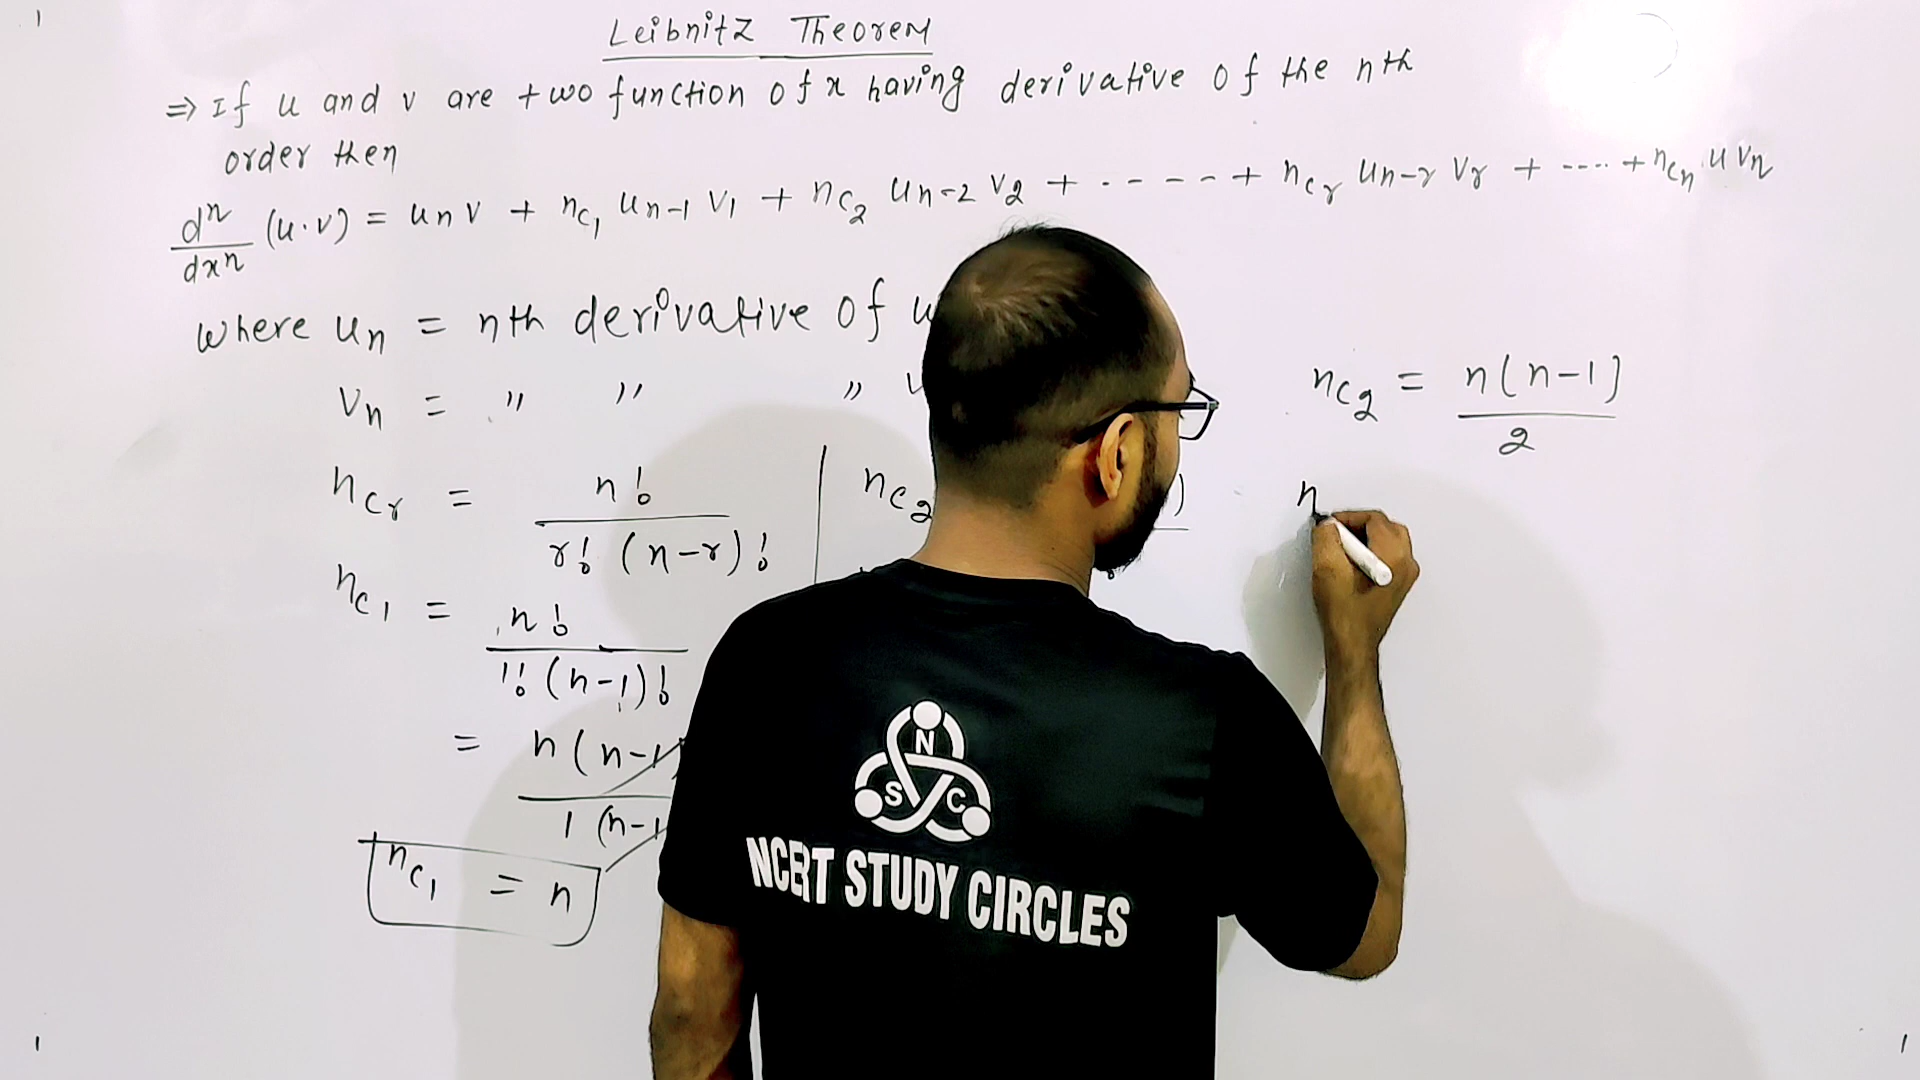 Leibnitz Theorem
⇒ If u and v are two function of x having derivative of the nth
order then
dⁿ/dxⁿ (u·v) = uₙv + nc₁ uₙ₋₁ v₁ + nc₂ uₙ₋₂ v₂ + ----- + ncᵣ uₙ₋ᵣ vᵣ + ---- + ncₙ u vₙ
where uₙ = nth derivative of u
vₙ = " " " v
ncᵣ = n! / r! (n-r)!
nc₁ = n! / 1! (n-1)!
= n(n-1 / 1 (n-1
nc₁ = n
nc₂
nc₂ = n(n-1) / 2
n
N
S C
NCERT STUDY CIRCLES